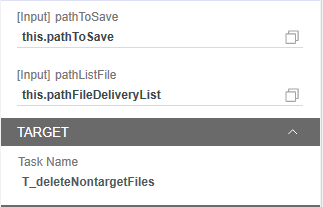 [Input] pathToSave
this.pathToSave
[Input] pathListFile
this.pathFileDeliveryList
TARGET
Task Name
T_deleteNontargetFiles